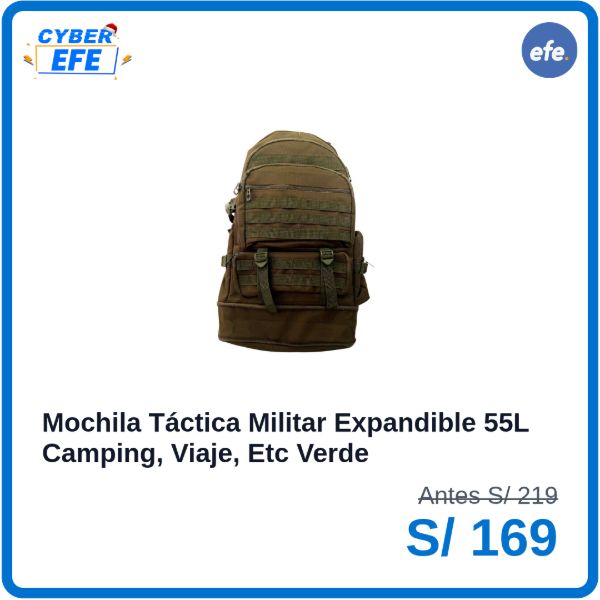 CYBER
EFE
efe.
Mochila Táctica Militar Expandible 55L
Camping, Viaje, Etc Verde
Antes S/ 219
S/ 169